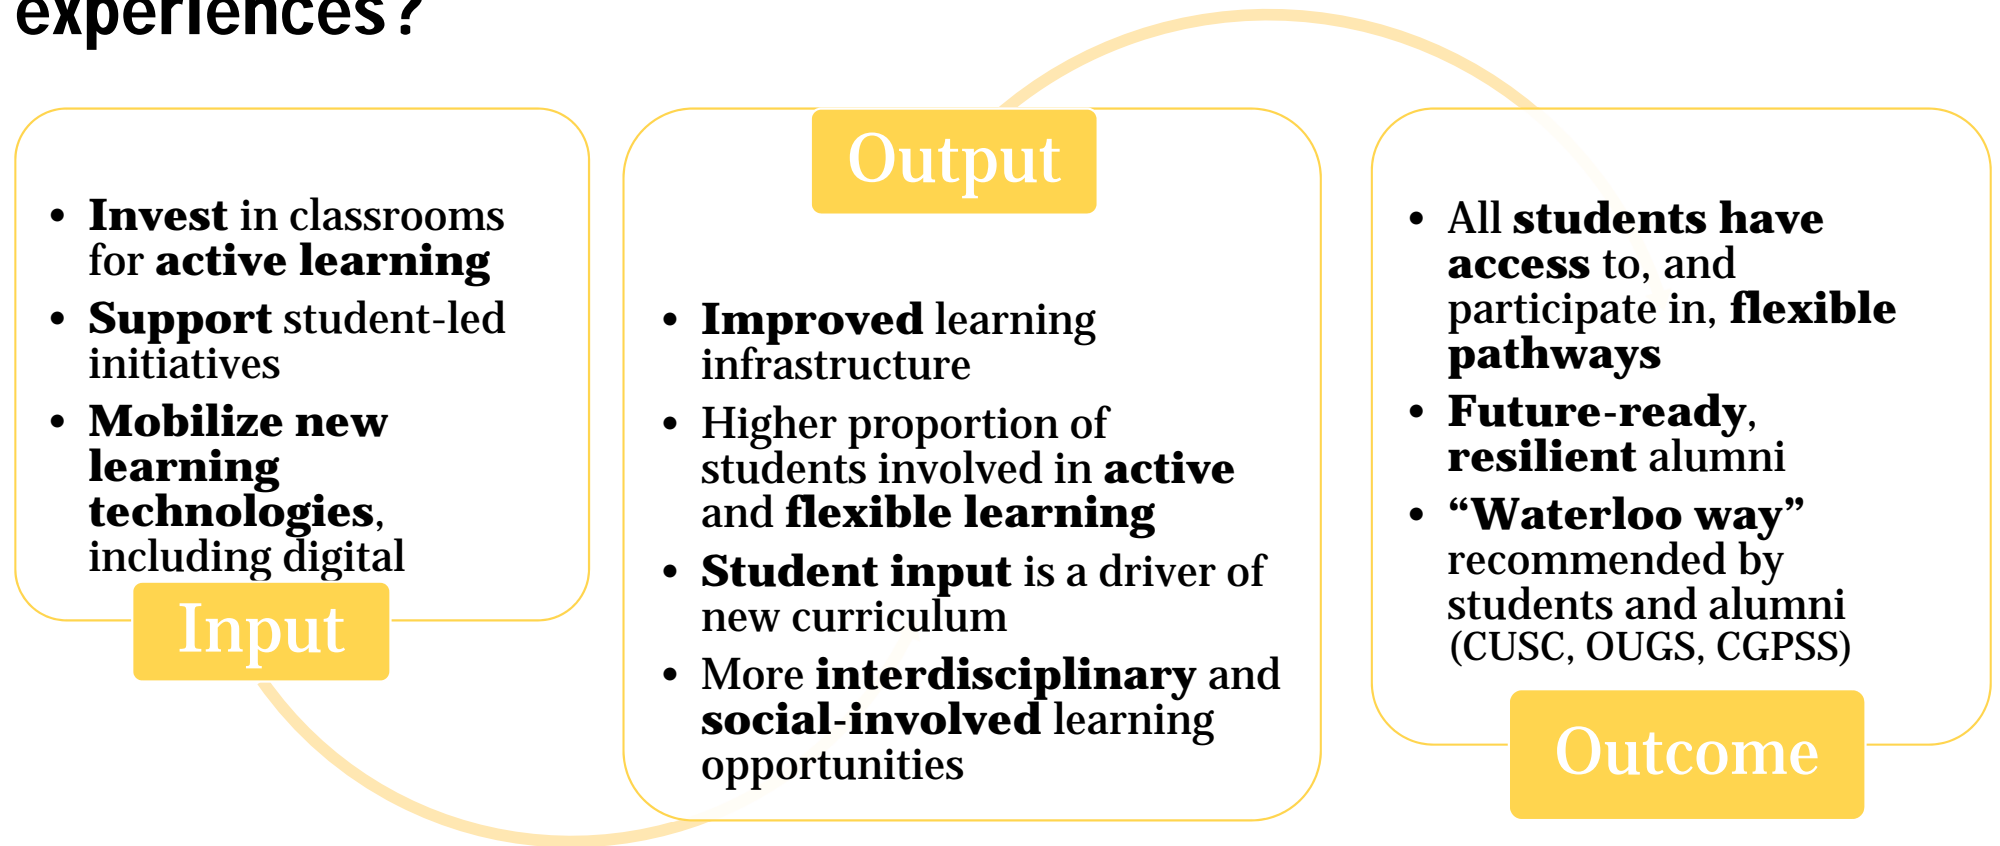 experiences?
• Invest in classrooms
for active learning
• Support student-led
initiatives
• Mobilize new
learning
technologies,
including digital
Input
Output
• Improved learning
infrastructure
• Higher proportion of
students involved in active
and flexible learning
• Student input is a driver of
new curriculum
• More interdisciplinary and
social-involved learning
opportunities
• All students have
access to, and
participate in, flexible
pathways
• Future-ready,
resilient alumni
• “Waterloo way”
recommended by
students and alumni
(CUSC, OUGS, CGPSS)
Outcome